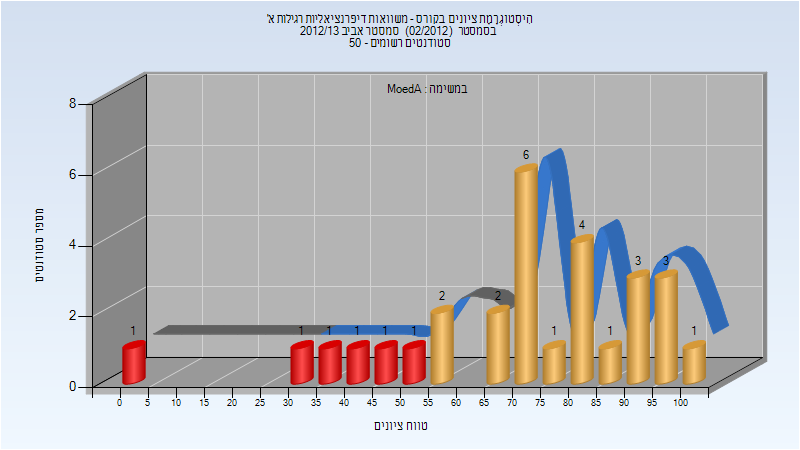 הִיסְטוֹגְרָמַת ציונים בקורס - משוואות דיפרנציאליות רגילות א'
בסמסטר (02/2012) סמסטר אביב 2012/13
סטודנטים רשומים - 50
במשימה : MoedA
8
6
4
2
0
מספר סטודנטים
1 1 1 1 1 1 2 2 6 1 4 1 3 3 1
0 5 10 15 20 25 30 35 40 45 50 55 60 65 70 75 80 85 90 95 100
טווח ציונים